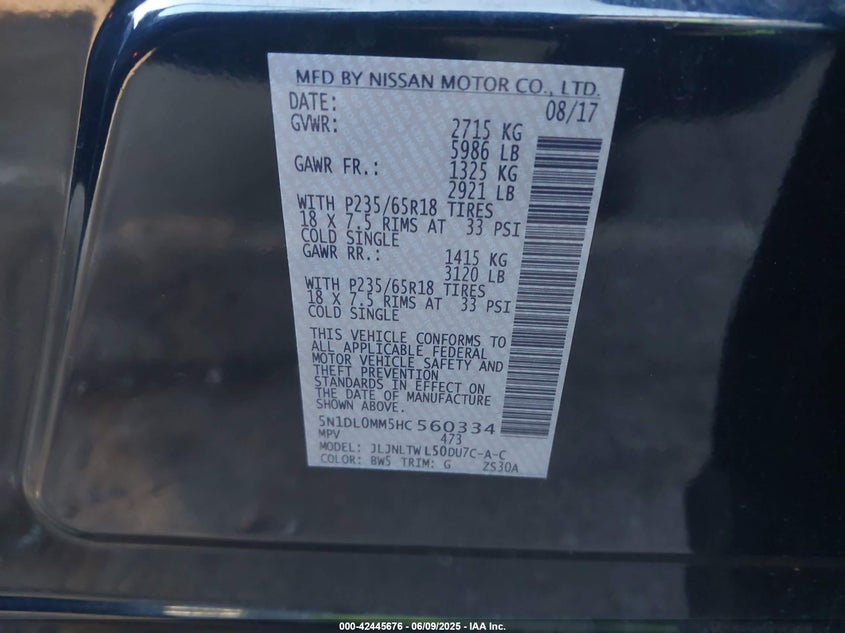 MFD BY NISSAN MOTOR CO., LTD.
DATE: 08/17
GVWR: 2715 KG
5986 LB
GAWR FR.: 1325 KG
2921 LB
WITH P235/65R18 TIRES
18 X 7.5 RIMS AT 33 PSI
COLD SINGLE
GAWR RR.: 1415 KG
3120 LB
WITH P235/65R18 TIRES
18 X 7.5 RIMS AT 33 PSI
COLD SINGLE
THIS VEHICLE CONFORMS TO
ALL APPLICABLE FEDERAL
MOTOR VEHICLE SAFETY AND
THEFT PREVENTION
STANDARDS IN EFFECT ON
THE DATE OF MANUFACTURE
SHOWN ABOVE.
5N1DL0MM5HC560334
MPV 473
MODEL: JLJNLTWL50DU7C-A-C
COLOR: BW5 TRIM: G ZS30A
000-42445676 - 06/09/2025 - IAA Inc.